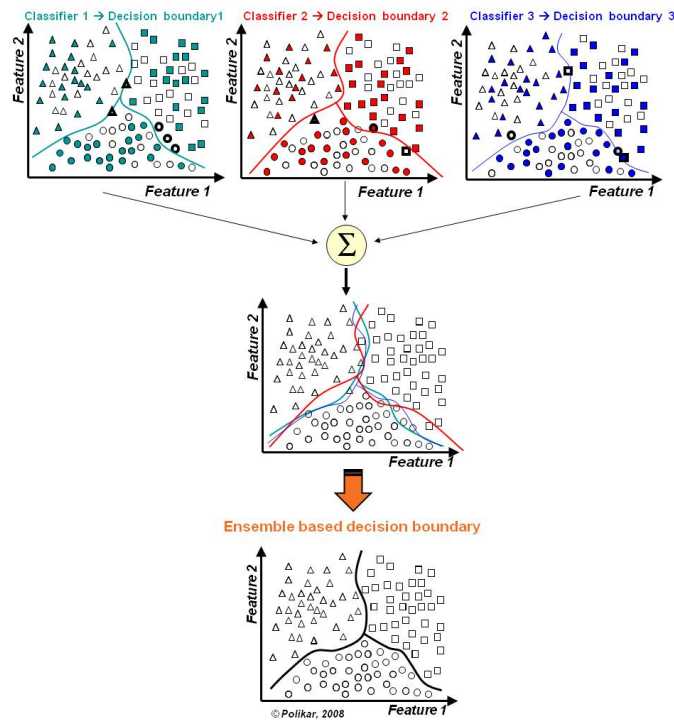 Classifier 1 → Decision boundary1
Classifier 2 → Decision boundary 2
Classifier 3 → Decision boundary 3
Feature 2
Feature 1
Feature 2
Feature 1
Feature 2
Feature 1
Σ
Feature 2
Feature 1
Ensemble based decision boundary
Feature 2
Feature 1
© Polikar, 2008